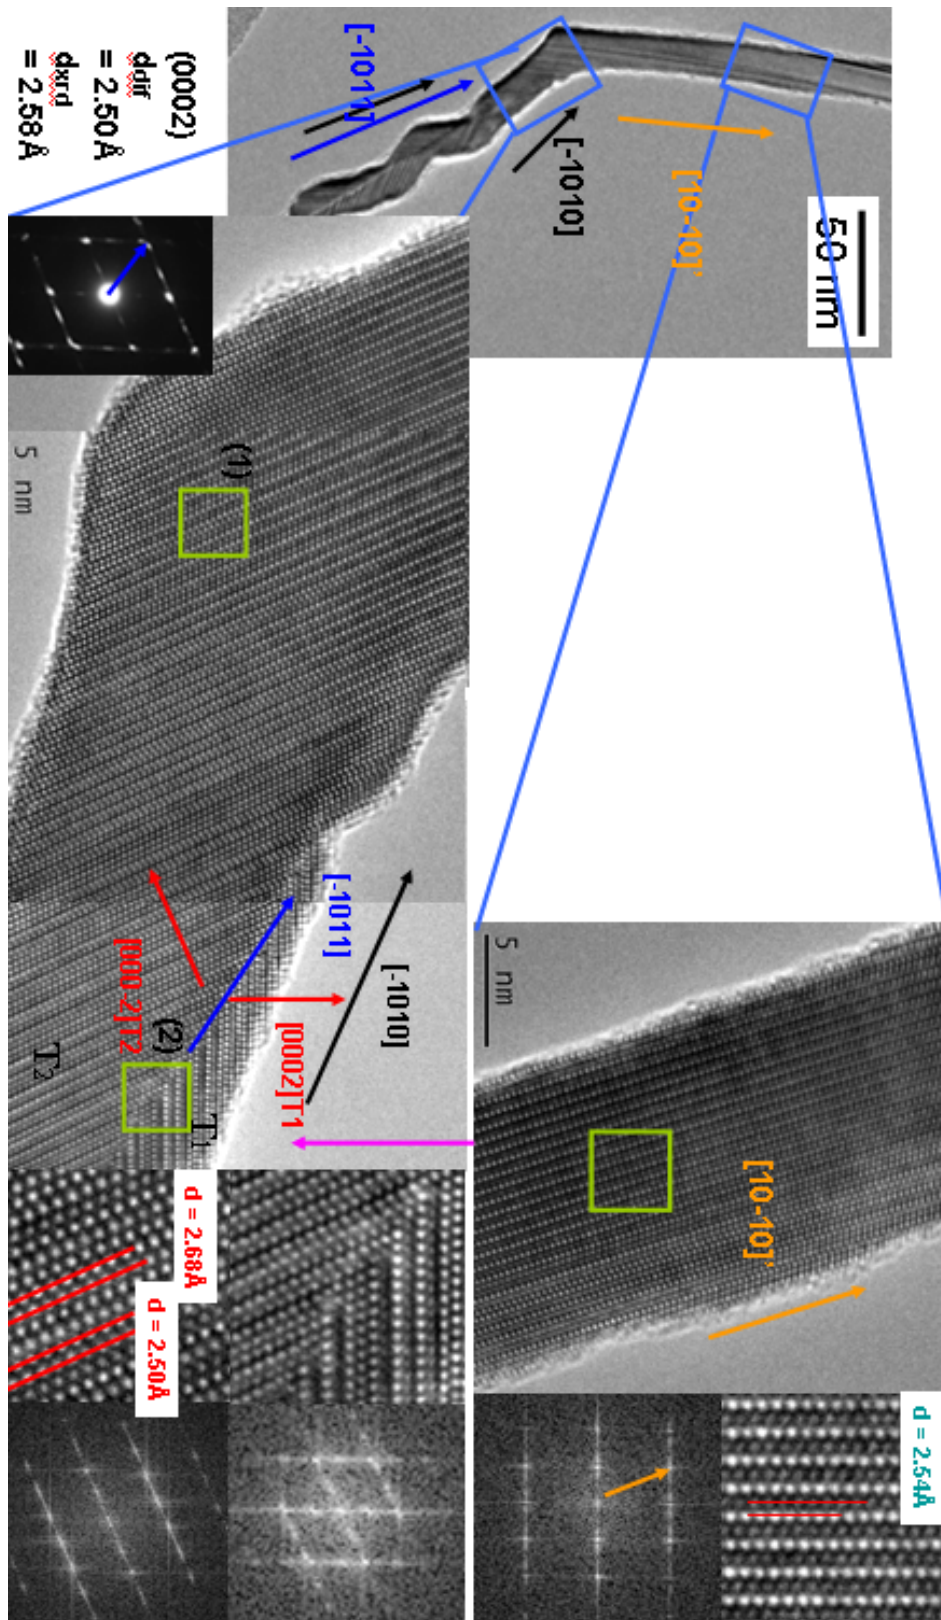 (0002)
ddif
= 2.50Å
dxrd
= 2.58Å
[-1011]
[-1010]
[10-10]'
50 nm
(1)
5 nm
[-1011]
[000-2]T2
[-1010]
[0002]T1
(2)
T2
T1
5 nm
[10-10]'
d = 2.68Å
d = 2.50Å
d = 2.54Å